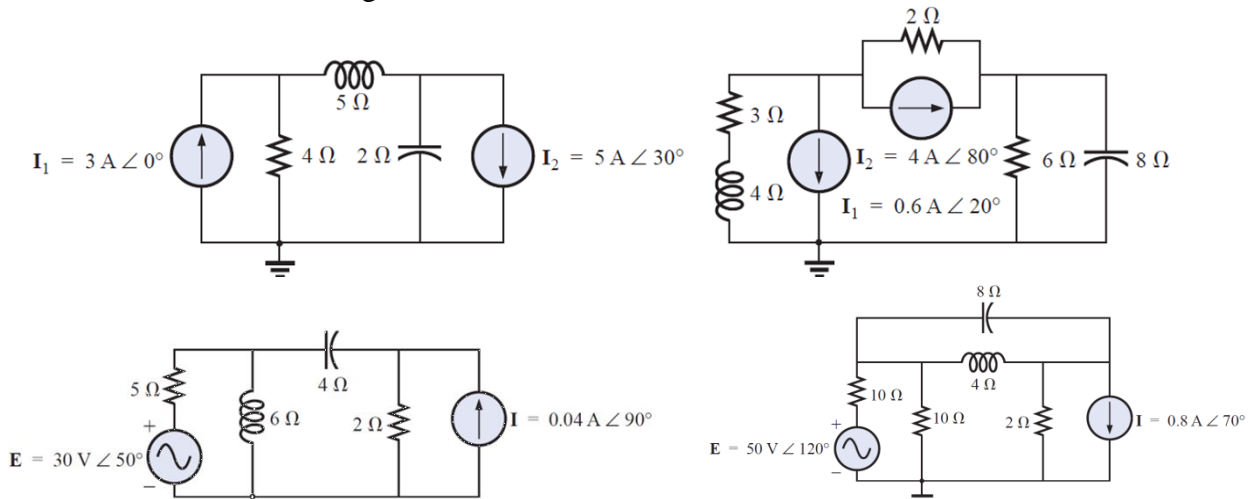 2 Ω
5 Ω
3 Ω
I₁ = 3 A ∠ 0°
4 Ω
2 Ω
I₂ = 5 A ∠ 30°
I₂ = 4 A ∠ 80°
6 Ω
8 Ω
4 Ω
I₁ = 0.6 A ∠ 20°
8 Ω
4 Ω
4 Ω
5 Ω
10 Ω
+
6 Ω
2 Ω
I = 0.04 A ∠ 90°
+
10 Ω
2 Ω
I = 0.8 A ∠ 70°
E = 30 V ∠ 50°
E = 50 V ∠ 120°
−
−